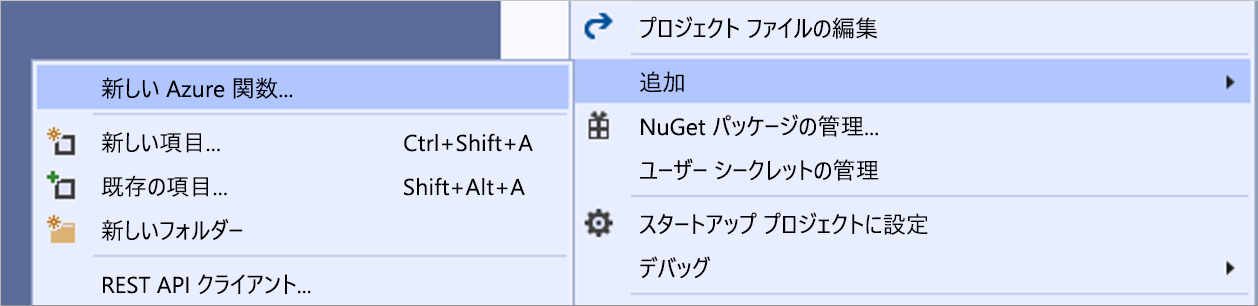 プロジェクト ファイルの編集
追加
NuGet パッケージの管理...
ユーザー シークレットの管理
スタートアップ プロジェクトに設定
デバッグ
新しい Azure 関数...
新しい項目... Ctrl+Shift+A
既存の項目... Shift+Alt+A
新しいフォルダー
REST API クライアント...